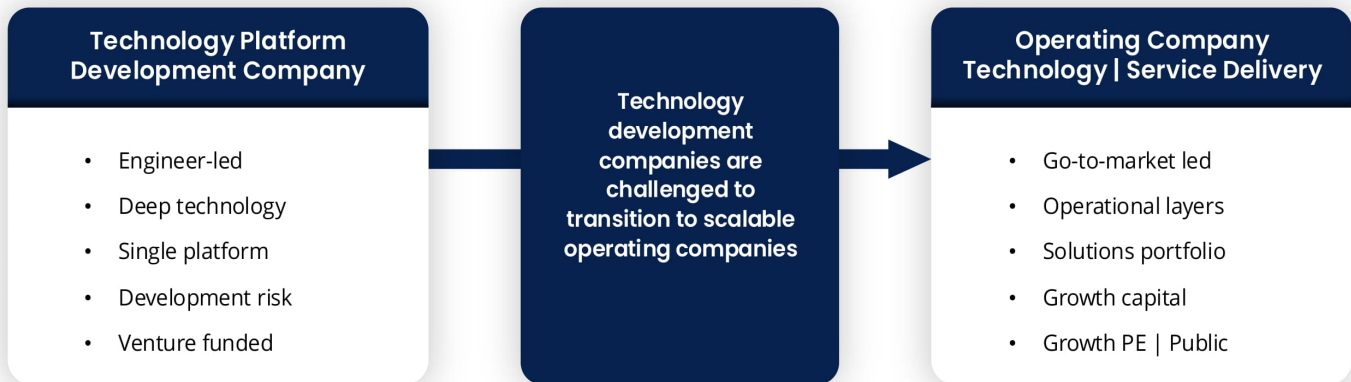 Technology Platform
Development Company
• Engineer-led
• Deep technology
• Single platform
• Development risk
• Venture funded
Technology
development
companies are
challenged to
transition to scalable
operating companies
Operating Company
Technology | Service Delivery
• Go-to-market led
• Operational layers
• Solutions portfolio
• Growth capital
• Growth PE | Public